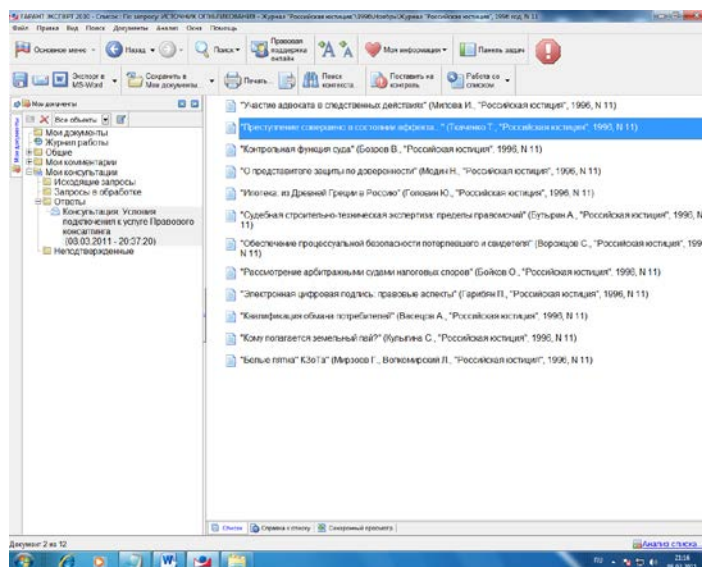 ГАРАНТ ЭКСПЕРТ 2010 - Список: По запросу: ИСТОЧНИК ОПУБЛИКОВАНИЯ - Журнал "Российская юстиция"\1996\Ноябрь\Журнал "Российская юстиция", 1996 год, N 11
Файл Правка Вид Поиск Документы Анализ Окна Помощь
Основное меню Назад Поиск Правовая поддержка онлайн Моя информация Панель задач
Экспорт в MS-Word Сохранить в Мои документы Печать... Поиск контекста Поставить на контроль Работа со списком
Мои документы
Все объекты
Мои документы
Журнал работы
Общие
Мои комментарии
Мои консультации
Исходящие запросы
Запросы в обработке
Ответы
Консультация: Условия
подключения к услуге Правового
консалтинга
(03.03.2011 - 20:37:20)
Неподтвержденные
"Участие адвоката в следственных действиях" (Милова И., "Российская юстиция", 1996, N 11)
"Преступление совершено в состоянии аффекта..." (Ткаченко Т., "Российская юстиция", 1996, N 11)
"Контрольная функция суда" (Бозров В., "Российская юстиция", 1996, N 11)
"О представителе защиты по доверенности" (Модин Н., "Российская юстиция", 1996, N 11)
"Ипотека: из Древней Греции в Россию" (Головин Ю., "Российская юстиция", 1996, N 11)
"Судебная строительно-техническая экспертиза: пределы правомочий" (Бутырин А., "Российская юстиция", 1996, N
11)
"Обеспечение процессуальной безопасности потерпевшего и свидетеля" (Ворожцов С., "Российская юстиция", 199
N 11)
"Рассмотрение арбитражными судами налоговых споров" (Бойков О., "Российская юстиция", 1996, N 11)
"Электронная цифровая подпись: правовые аспекты" (Гарибян П., "Российская юстиция", 1996, N 11)
"Квалификация обмана потребителей" (Васецов А., "Российская юстиция", 1996, N 11)
"Кому полагается земельный пай?" (Кулыгина С., "Российская юстиция", 1996, N 11)
"Белые пятна" КЗоТа" (Мирзоев Г., Волкомирский Л., "Российская юстиция", 1996, N 11)
Список Справка к списку Синхронный просмотр
Документ 2 из 12
Анализ списка
RU 21:16